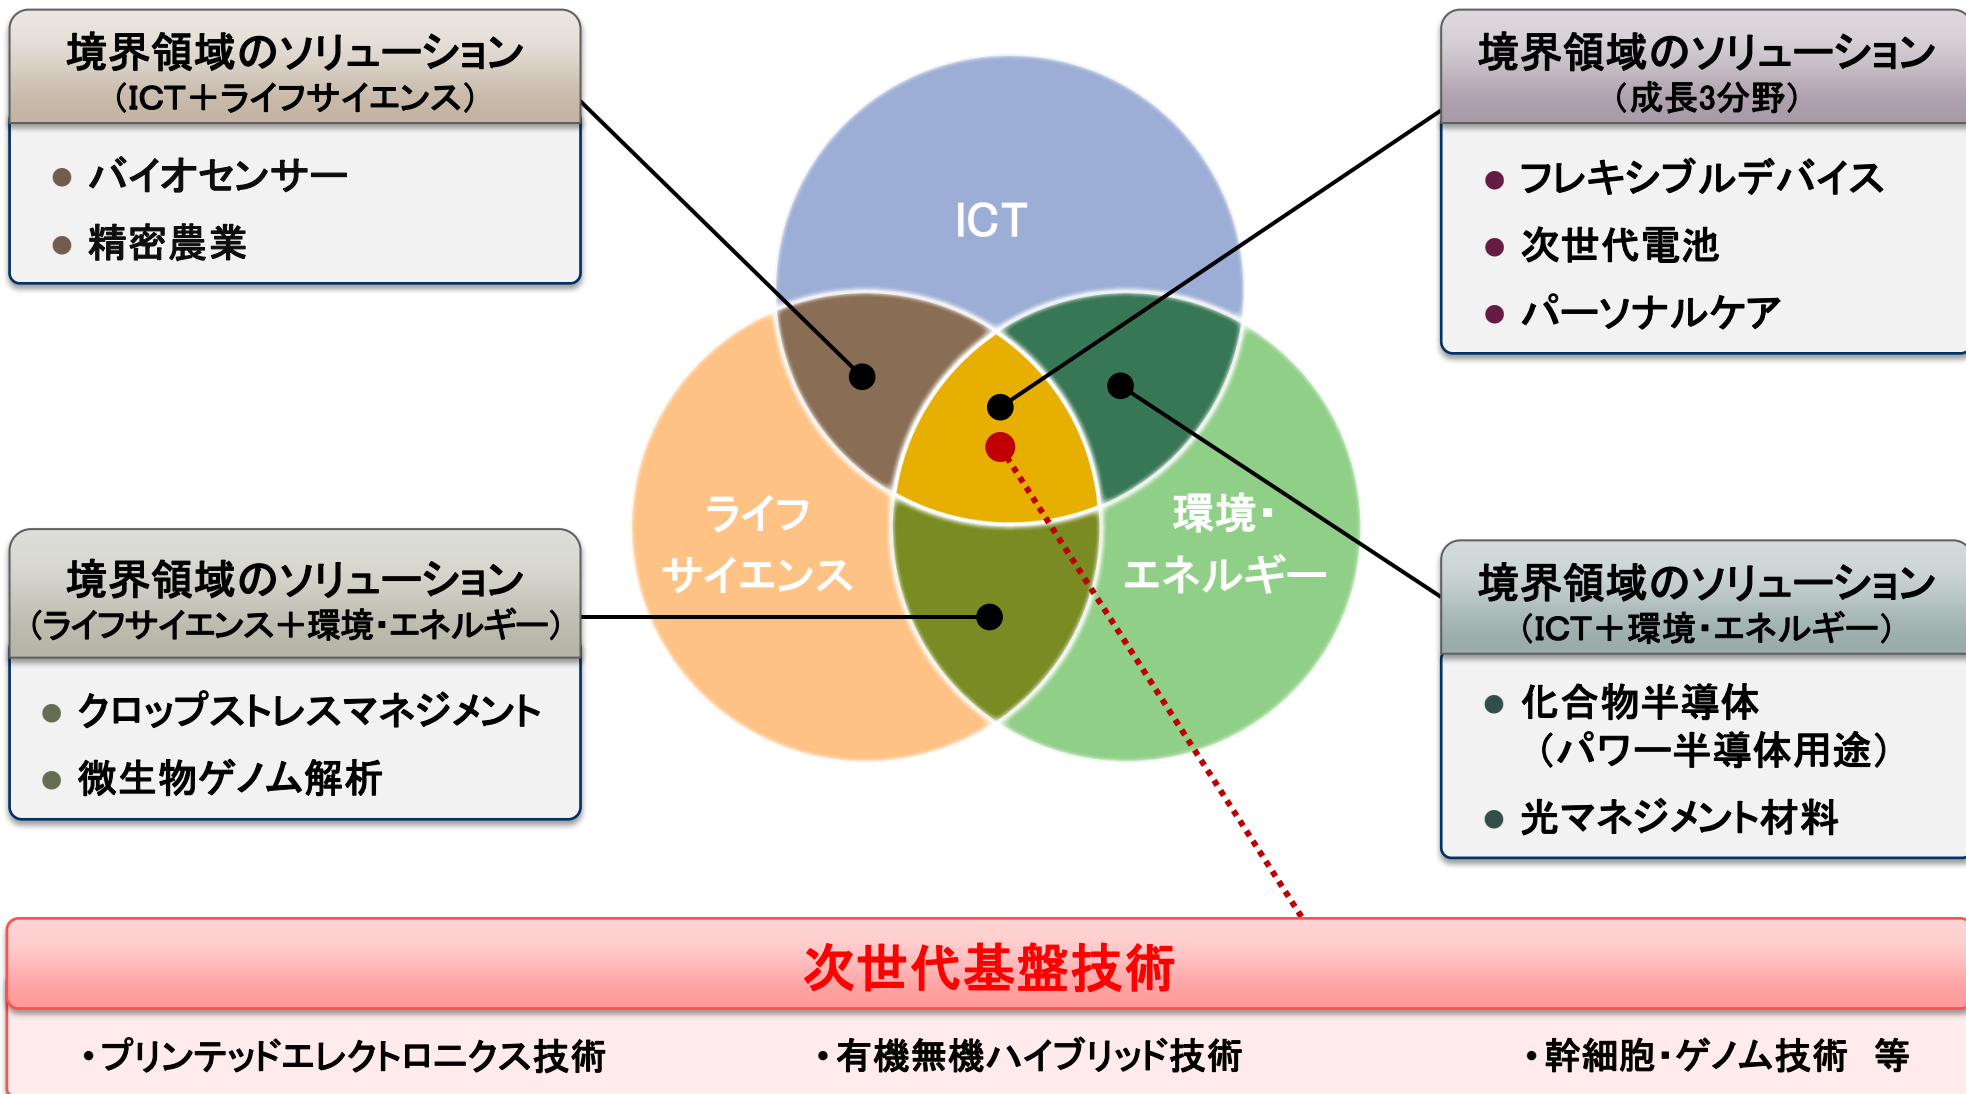 境界領域のソリューション
（ICT＋ライフサイエンス）
● バイオセンサー
● 精密農業
境界領域のソリューション
（成長3分野）
● フレキシブルデバイス
● 次世代電池
● パーソナルケア
ICT
ライフ
サイエンス
環境・
エネルギー
境界領域のソリューション
（ライフサイエンス＋環境・エネルギー）
● クロップストレスマネジメント
● 微生物ゲノム解析
境界領域のソリューション
（ICT＋環境・エネルギー）
● 化合物半導体
（パワー半導体用途）
● 光マネジメント材料
次世代基盤技術
・プリンテッドエレクトロニクス技術
・有機無機ハイブリッド技術
・幹細胞・ゲノム技術　等